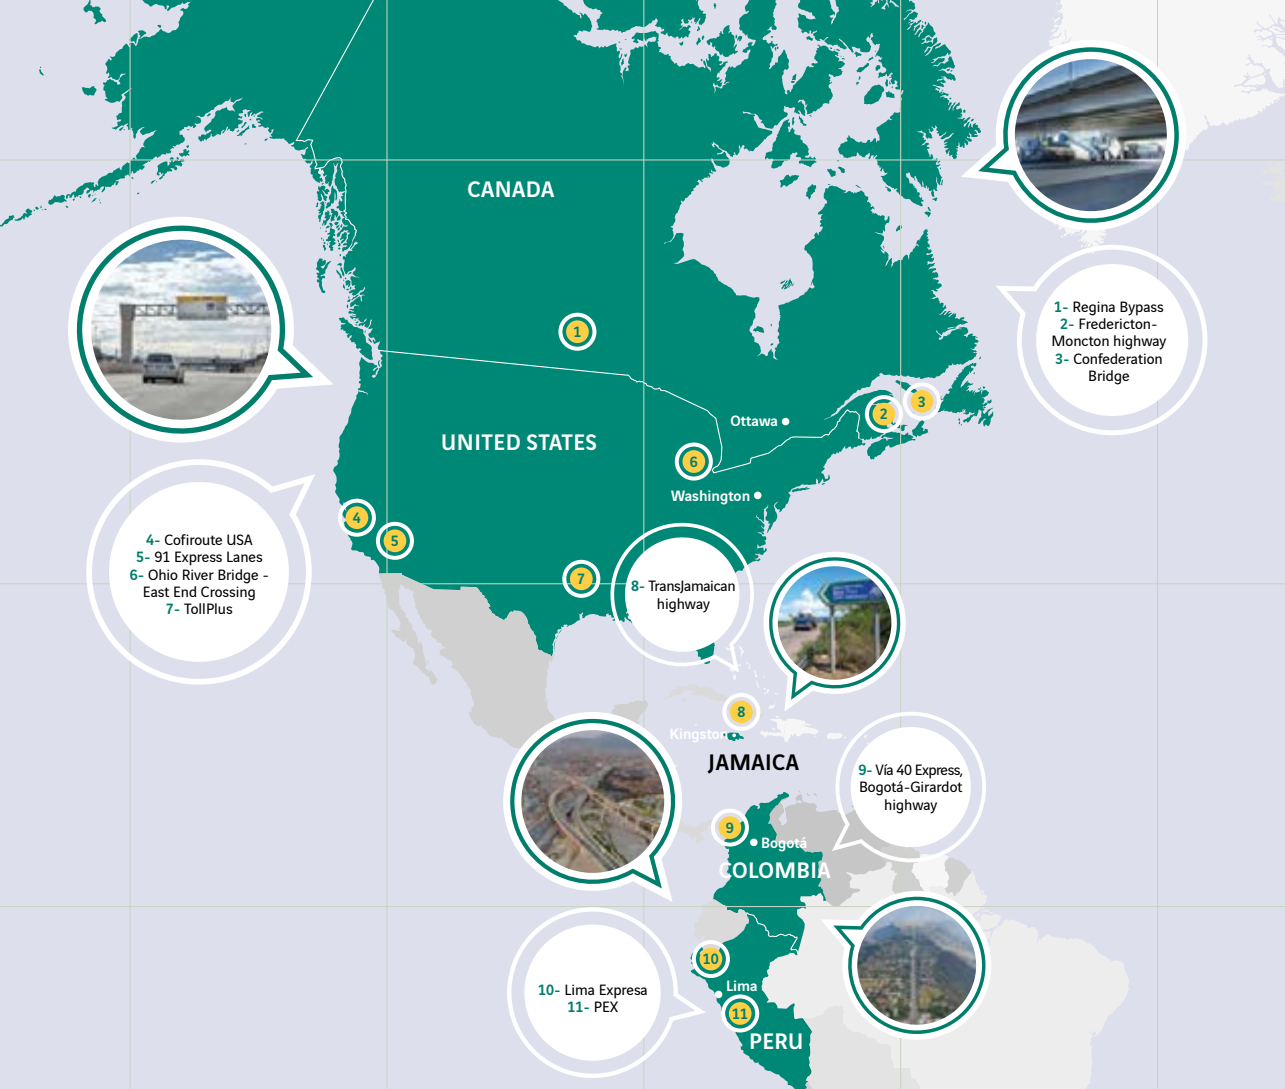 CANADA
1
1- Regina Bypass
2- Fredericton-
Moncton highway
3- Confederation
Bridge
2
3
Ottawa
UNITED STATES
6
Washington
4
5
7
4- Cofiroute USA
5- 91 Express Lanes
6- Ohio River Bridge -
East End Crossing
7- TollPlus
8- TransJamaican
highway
8
Kingston
JAMAICA
9- Vía 40 Express,
Bogotá-Girardot
highway
9
Bogotá
COLOMBIA
10
10- Lima Expresa
11- PEX
Lima
11
PERU